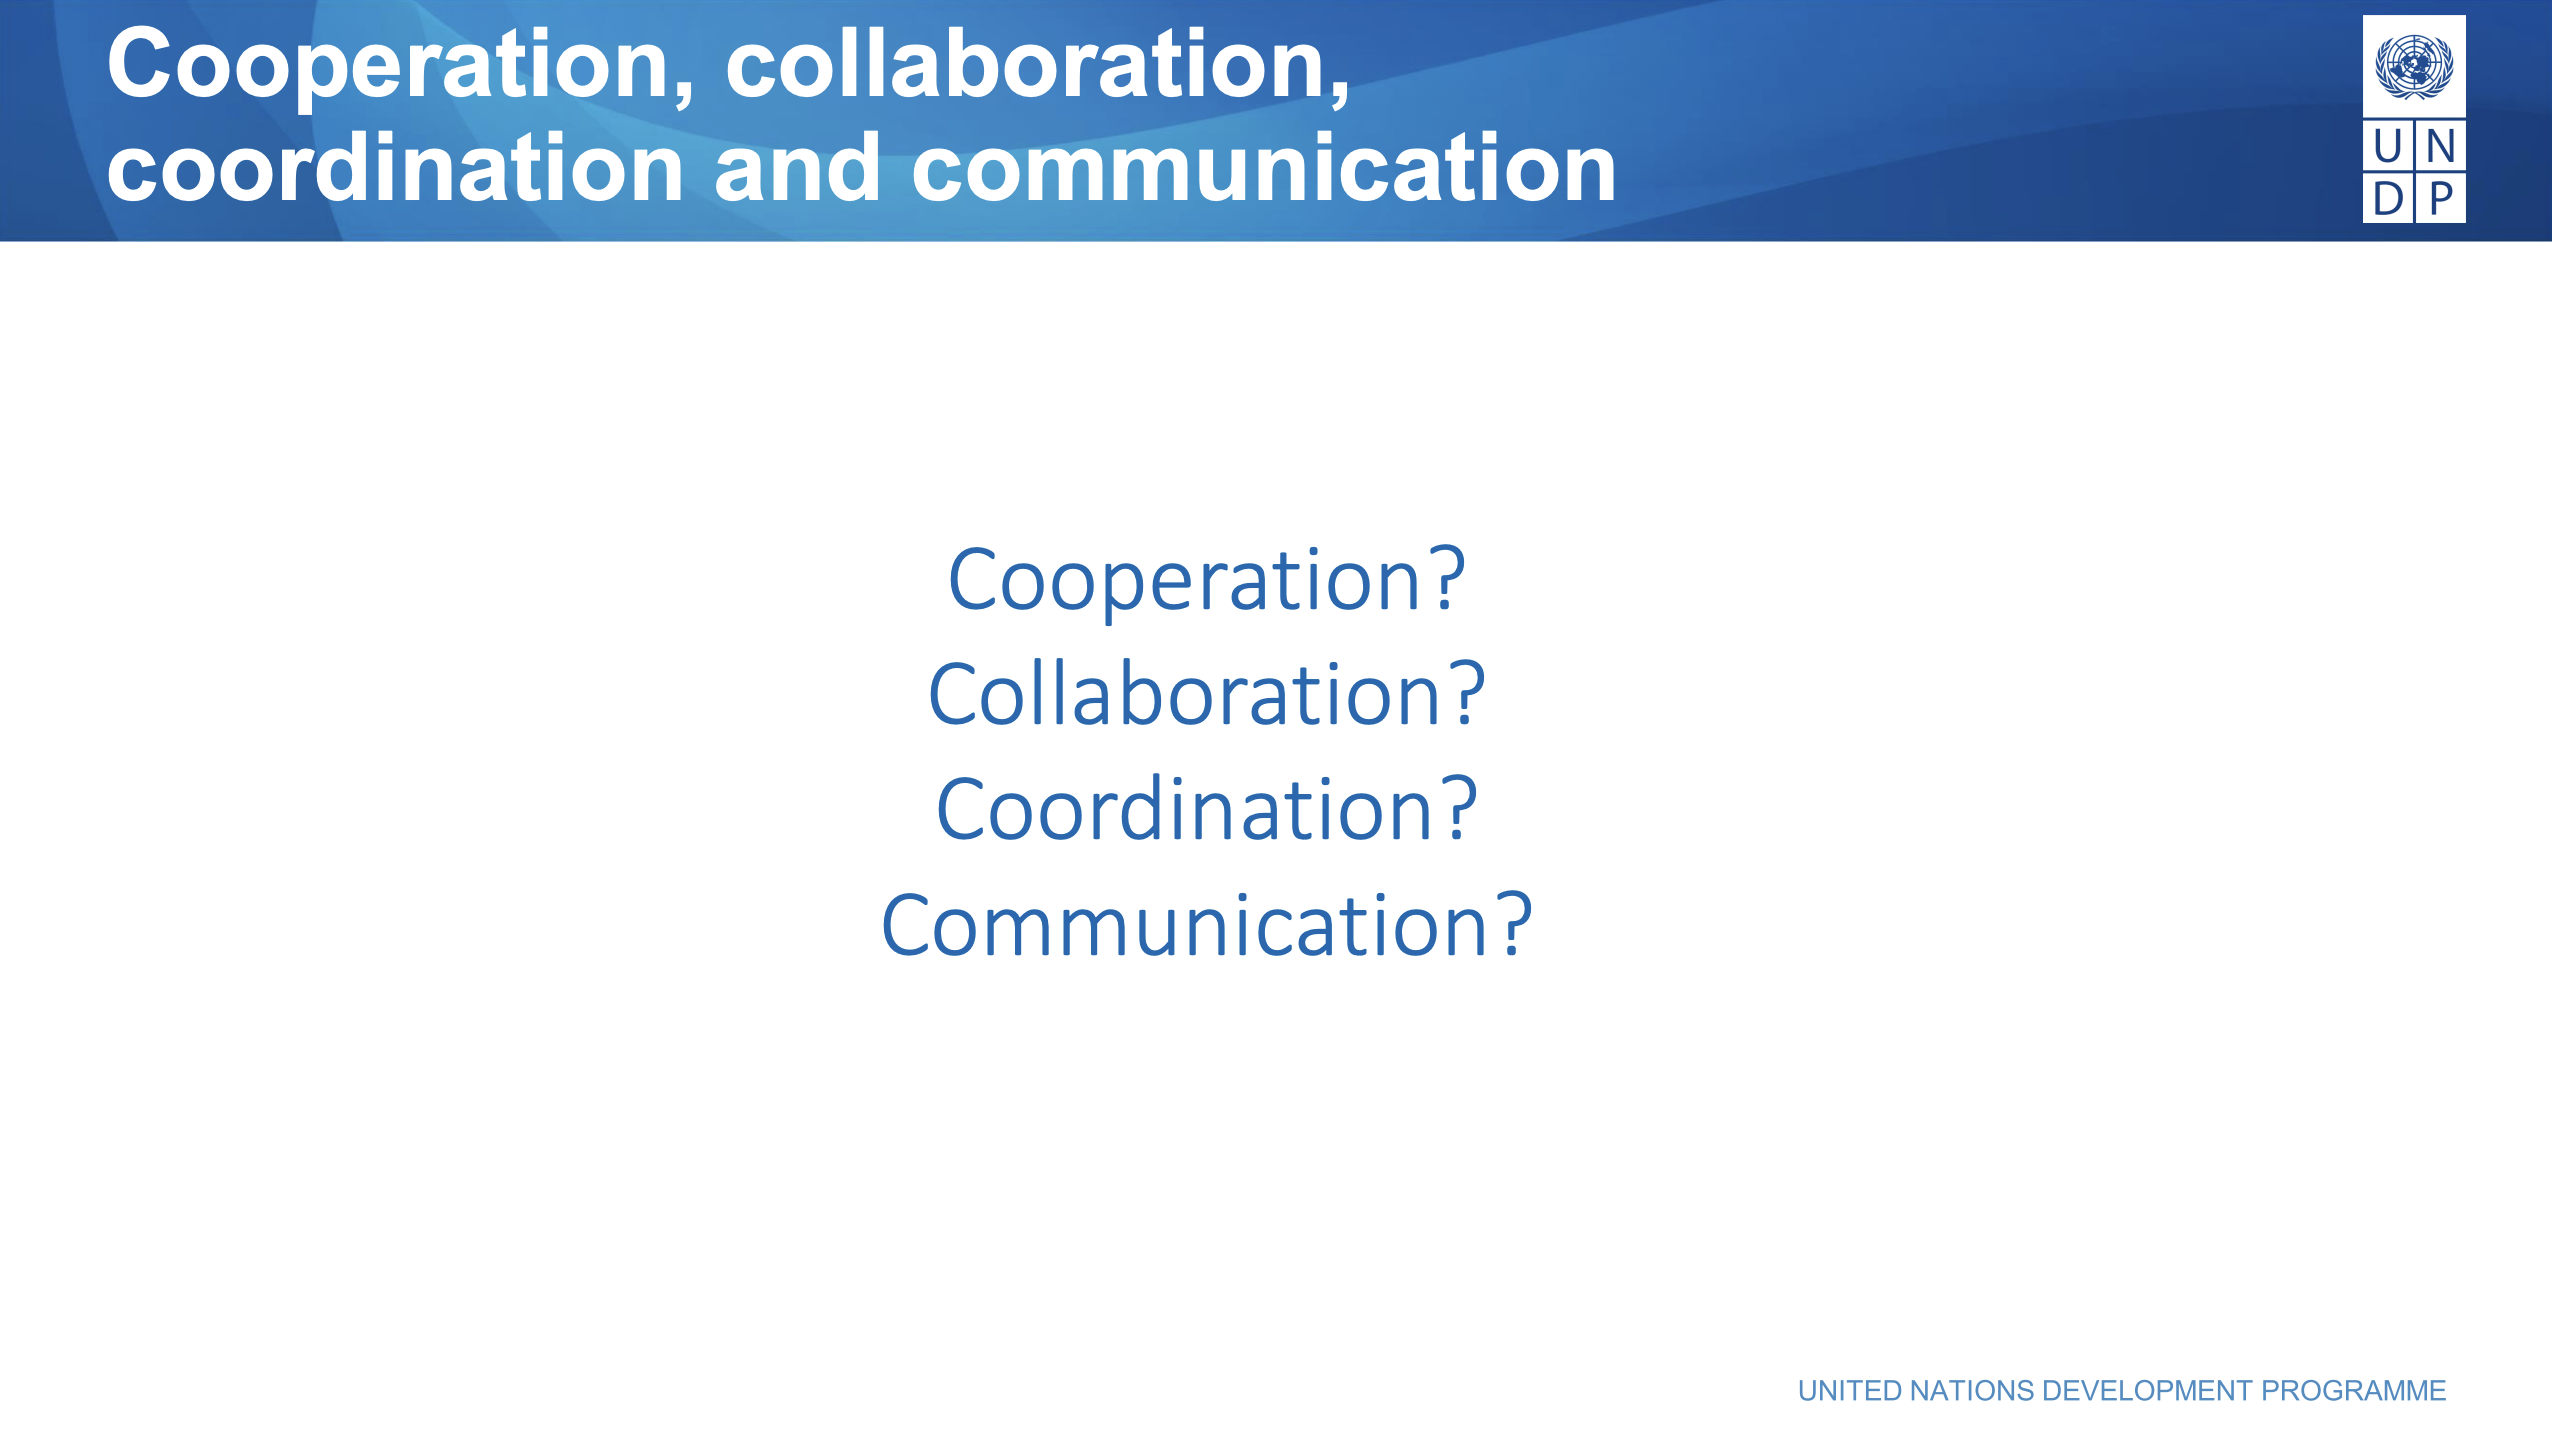 Cooperation, collaboration,
coordination and communication
U N
D P
Cooperation?
Collaboration?
Coordination?
Communication?
UNITED NATIONS DEVELOPMENT PROGRAMME